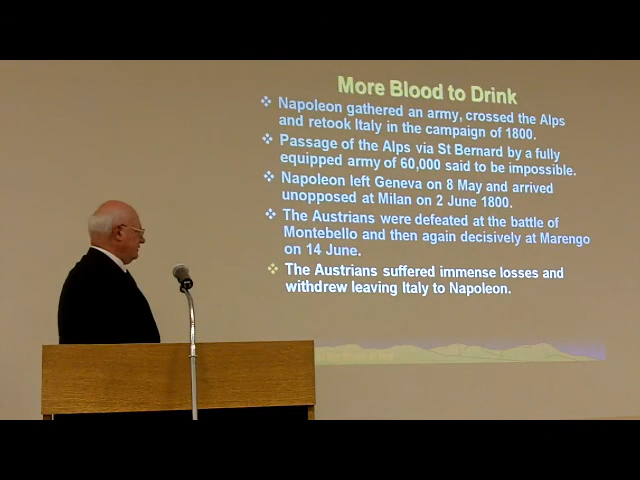 More Blood to Drink
Napoleon gathered an army, crossed the Alps
and retook Italy in the campaign of 1800.
Passage of the Alps via St Bernard by a fully
equipped army of 60,000 said to be impossible.
Napoleon left Geneva on 8 May and arrived
unopposed at Milan on 2 June 1800.
The Austrians were defeated at the battle of
Montebello and then again decisively at Marengo
on 14 June.
The Austrians suffered immense losses and
withdrew leaving Italy to Napoleon.